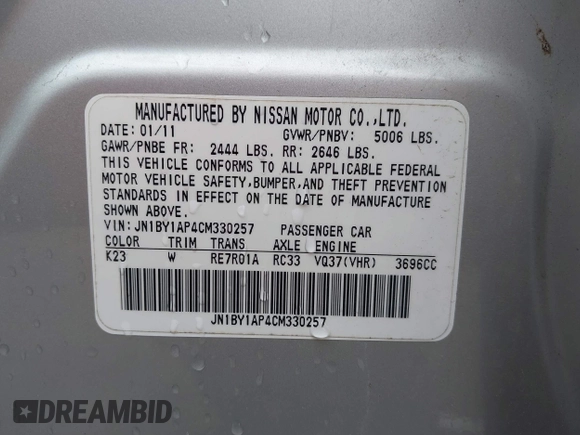 MANUFACTURED BY NISSAN MOTOR CO.,LTD.
DATE: 01/11 GVWR/PNBV: 5006 LBS.
GAWR/PNBE FR: 2444 LBS. RR: 2646 LBS.
THIS VEHICLE CONFORMS TO ALL APPLICABLE FEDERAL
MOTOR VEHICLE SAFETY,BUMPER,AND THEFT PREVENTION
STANDARDS IN EFFECT ON THE DATE OF MANUFACTURE
SHOWN ABOVE.
VIN: JN1BY1AP4CM330257 PASSENGER CAR
COLOR TRIM TRANS AXLE ENGINE
K23 W RE7R01A RC33 VQ37(VHR) 3696CC
JN1BY1AP4CM330257
DREAMBID